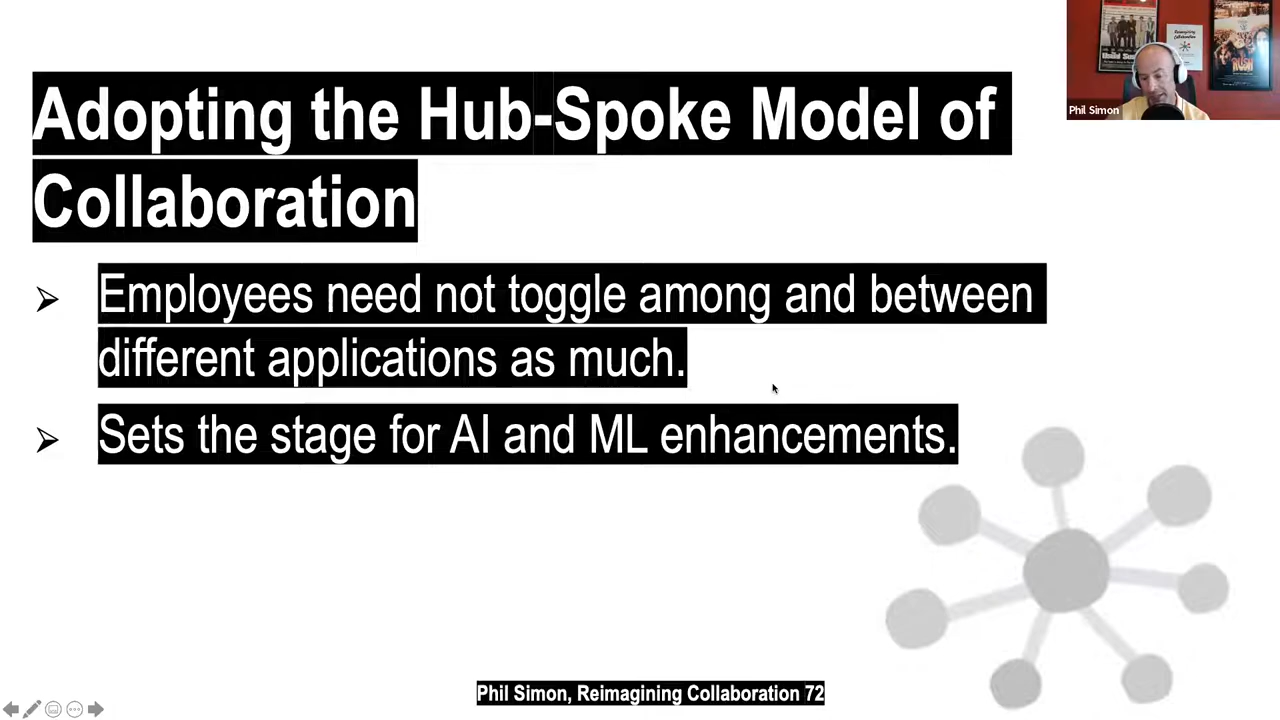 Adopting the Hub-Spoke Model of
Collaboration
Employees need not toggle among and between
different applications as much.
Sets the stage for AI and ML enhancements.
Phil Simon, Reimagining Collaboration 72
Phil Simon
RUSH